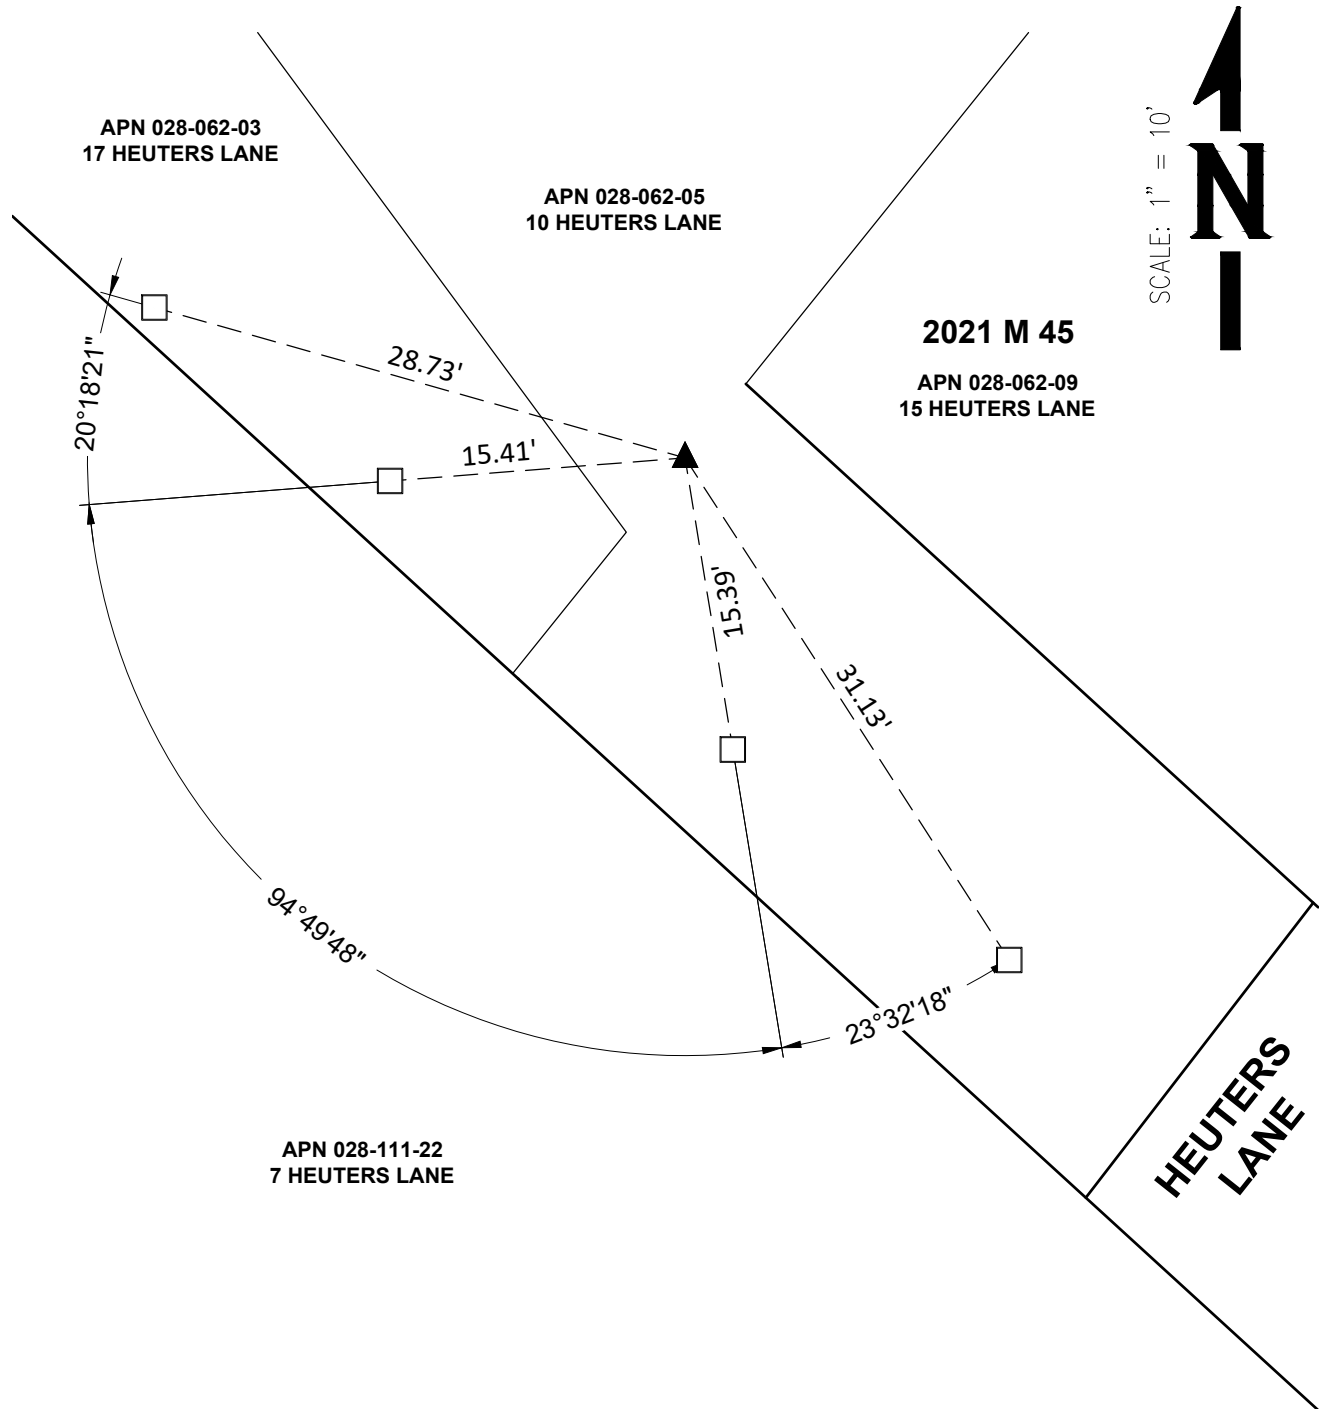 APN 028-062-03
17 HEUTERS LANE
APN 028-062-05
10 HEUTERS LANE
SCALE: 1" = 10'
N
2021 M 45
APN 028-062-09
15 HEUTERS LANE
28.73'
20°18'21"
15.41'
15.39'
31.13'
94°49'48"
23°32'18"
HEUTERS
LANE
APN 028-111-22
7 HEUTERS LANE